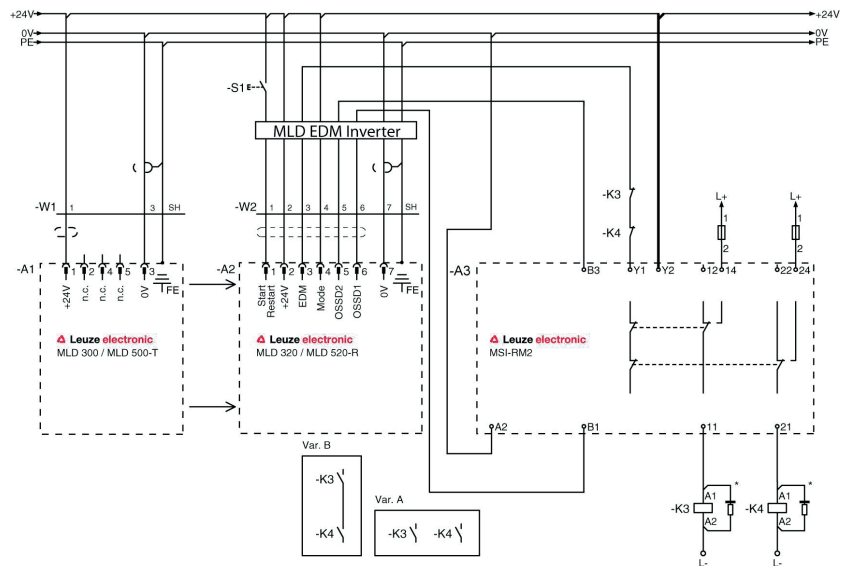 +24V +24V
0V 0V
PE PE
-S1
MLD EDM Inverter
-K3
-K4
L+ L+
1 1
2 2
-W1 1 3 SH
-W2 1 2 3 4 5 6 7 SH
-A1 1 2 4 5 3
+24V n.c. n.c. n.c. 0V FE
Leuze electronic
MLD 300 / MLD 500-T
-A2 1 2 3 4 5 6 7
Start Restart +24V EDM Mode OSSD2 OSSD1 0V FE
Leuze electronic
MLD 320 / MLD 520-R
-A3 B3 Y1 Y2 12 14 22 24
Leuze electronic
MSI-RM2
A2 B1 11 21
Var. B
-K3
-K4
Var. A
-K3 -K4
-K3 A1 * A2
-K4 A1 * A2
L- L-